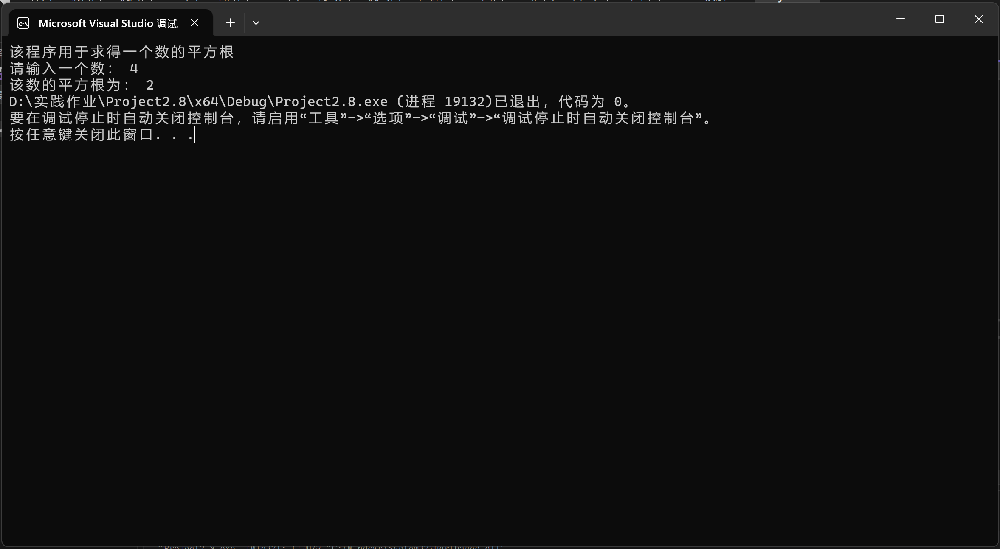 Microsoft Visual Studio 调试
该程序用于求得一个数的平方根
请输入一个数： 4
该数的平方根为： 2
D:\实践作业\Project2.8\x64\Debug\Project2.8.exe (进程 19132)已退出，代码为 0。
要在调试停止时自动关闭控制台，请启用“工具”->“选项”->“调试”->“调试停止时自动关闭控制台”。
按任意键关闭此窗口. . .